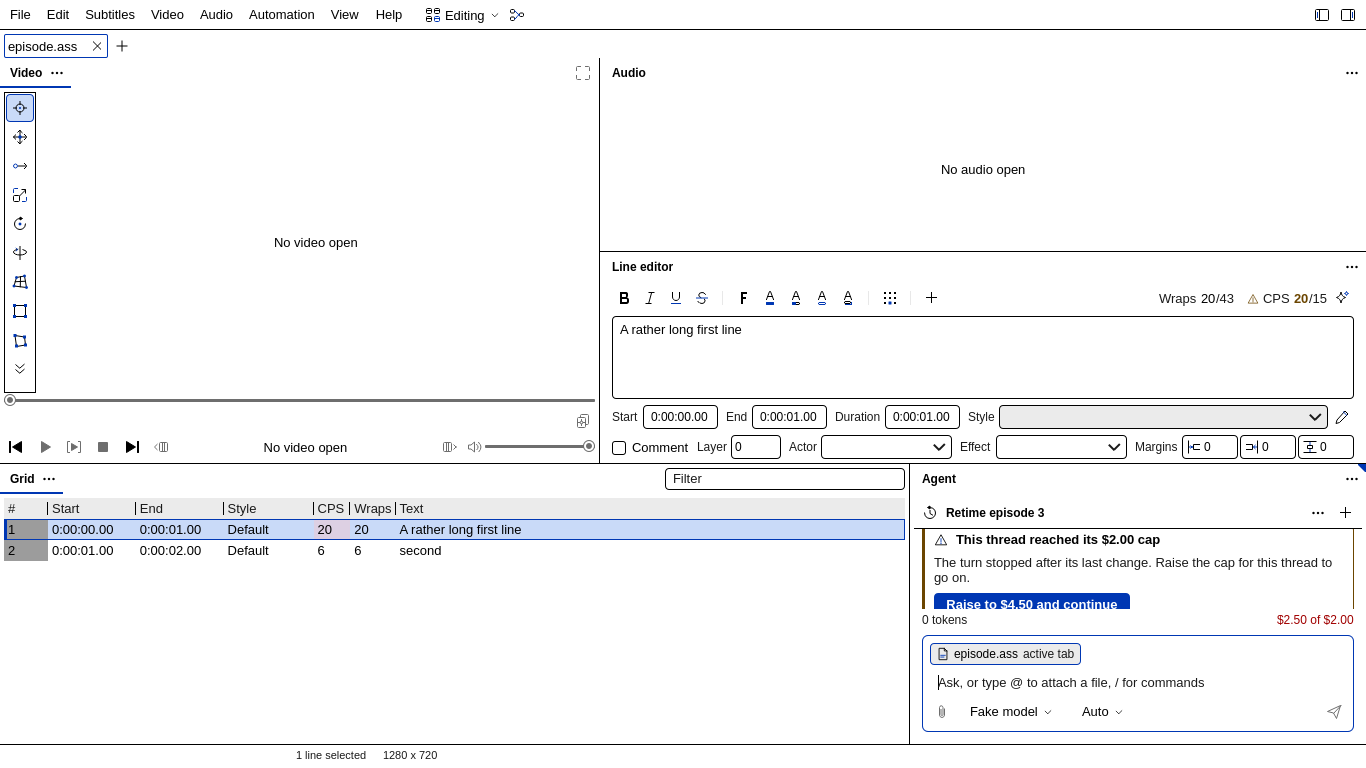 File Edit Subtitles Video Audio Automation View Help Editing
episode.ass
Video
No video open
No video open
Audio
No audio open
Line editor
B I U S F A A A A Wraps 20/43 CPS 20/15
A rather long first line
Start 0:00:00.00 End 0:00:01.00 Duration 0:00:01.00 Style
Comment Layer 0 Actor Effect Margins 0 0 0
Grid Filter
# Start End Style CPS Wraps Text
1 0:00:00.00 0:00:01.00 Default 20 20 A rather long first line
2 0:00:01.00 0:00:02.00 Default 6 6 second
Agent
Retime episode 3
This thread reached its $2.00 cap
The turn stopped after its last change. Raise the cap for this thread to
go on.
Raise to $4.50 and continue
0 tokens $2.50 of $2.00
episode.ass active tab
Ask, or type @ to attach a file, / for commands
Fake model Auto
1 line selected 1280 x 720